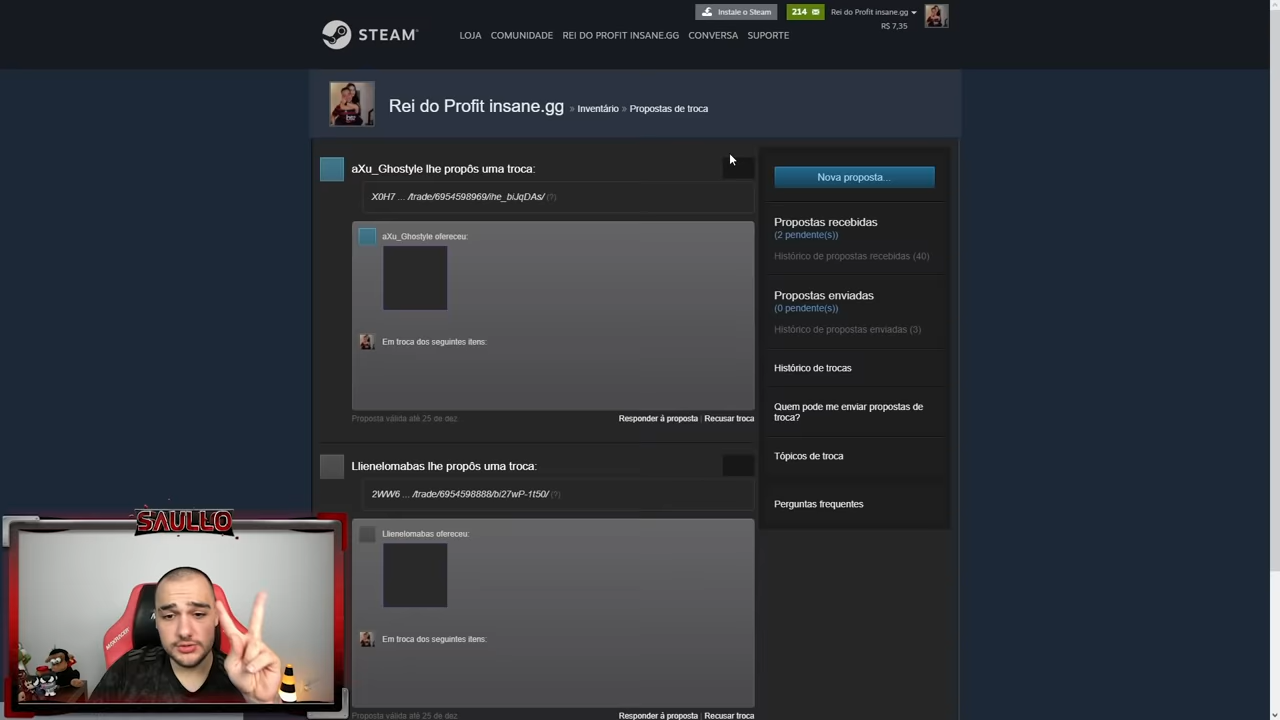 Instale o Steam
214
Rei do Profit insane.gg
R$ 7,35
STEAM
LOJA COMUNIDADE REI DO PROFIT INSANE.GG CONVERSA SUPORTE
Rei do Profit insane.gg » Inventário » Propostas de troca
aXu_Ghostyle lhe propôs uma troca:
X0H7 ... /trade/6954598969/ihe_biJqDAs/ (?)
aXu_Ghostyle ofereceu:
Em troca dos seguintes itens:
Proposta válida até 25 de dez
Responder à proposta | Recusar troca
Llienelomabas lhe propôs uma troca:
2WW6 ... /trade/6954598888/bi27wP-1t50/ (?)
Llienelomabas ofereceu:
Em troca dos seguintes itens:
Proposta válida até 25 de dez
Responder à proposta | Recusar troca
Nova proposta...
Propostas recebidas
(2 pendente(s))
Histórico de propostas recebidas (40)
Propostas enviadas
(0 pendente(s))
Histórico de propostas enviadas (3)
Histórico de trocas
Quem pode me enviar propostas de
troca?
Tópicos de troca
Perguntas frequentes
SAULLO